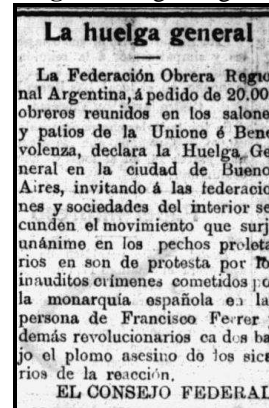 La huelga general
La Federación Obrera Regio
nal Argentina, á pedido de 20.00
obreros reunidos en los salone
y patios de la Unione é Bene
volenza, declara la Huelga Ge
neral en la ciudad de Bueno
Aires, invitando á las federacio
nes y sociedades del interior se
cunden el movimiento que surj
unánime en los pechos proleta
rios en son de protesta por lo
inauditos crímenes cometidos po
la monarquía española en la
persona de Francisco Ferrer
demás revolucionarios ca dos ba
jo el plomo asesino de los sica
rios de la reacción.
EL CONSEJO FEDERAL